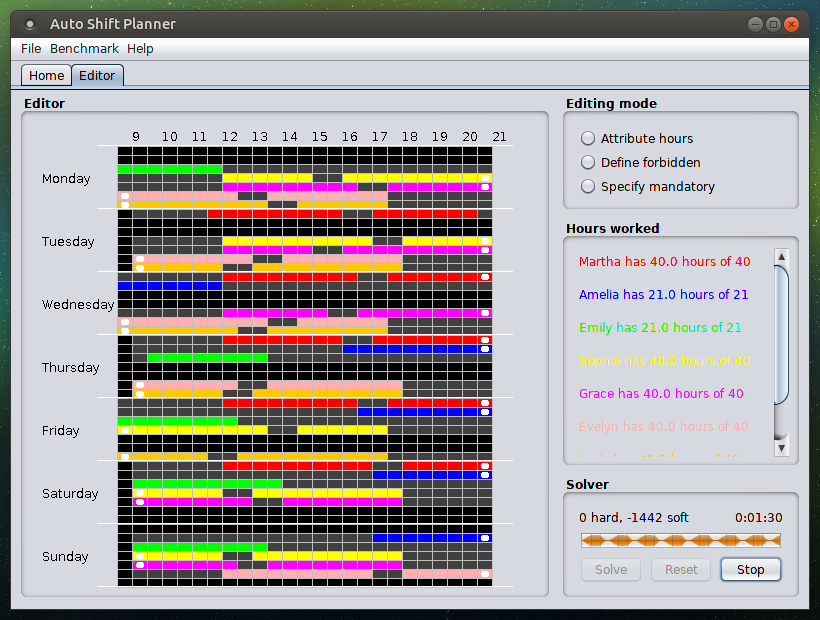 Auto Shift Planner
File Benchmark Help
Home Editor
Editor
9 10 11 12 13 14 15 16 17 18 19 20 21
Monday
Tuesday
Wednesday
Thursday
Friday
Saturday
Sunday
Editing mode
Attribute hours
Define forbidden
Specify mandatory
Hours worked
Martha has 40.0 hours of 40
Amelia has 21.0 hours of 21
Emily has 21.0 hours of 21
Sophie has 40.0 hours of 40
Grace has 40.0 hours of 40
Evelyn has 40.0 hours of 40
Solver
0 hard, -1442 soft 0:01:30
Solve Reset Stop